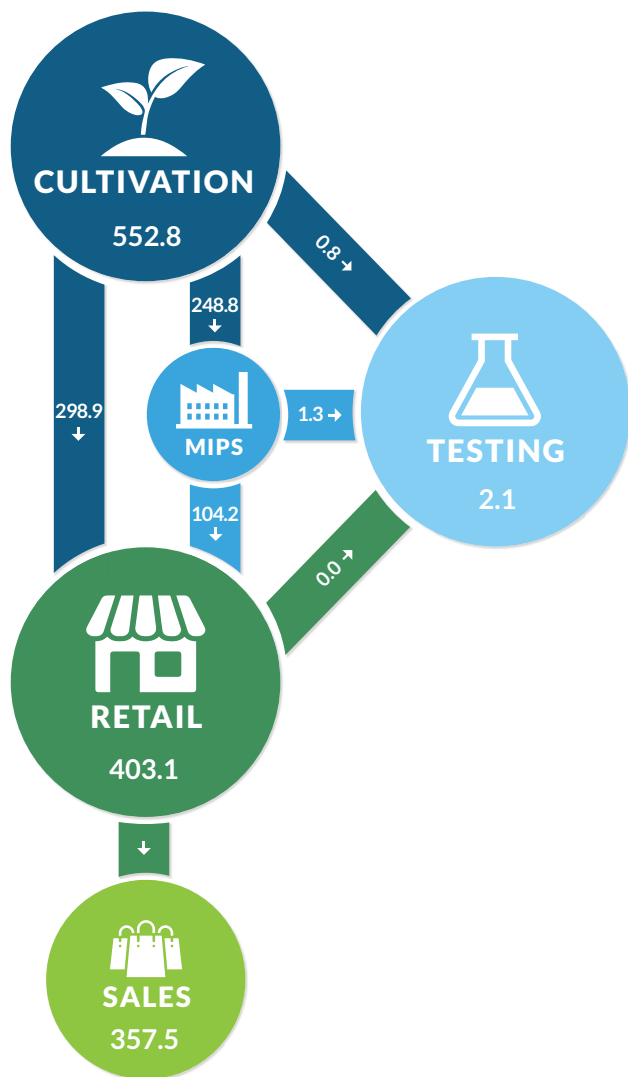 CULTIVATION
552.8
0.8
248.8
298.9
MIPS
1.3
TESTING
2.1
104.2
0.0
RETAIL
403.1
SALES
357.5